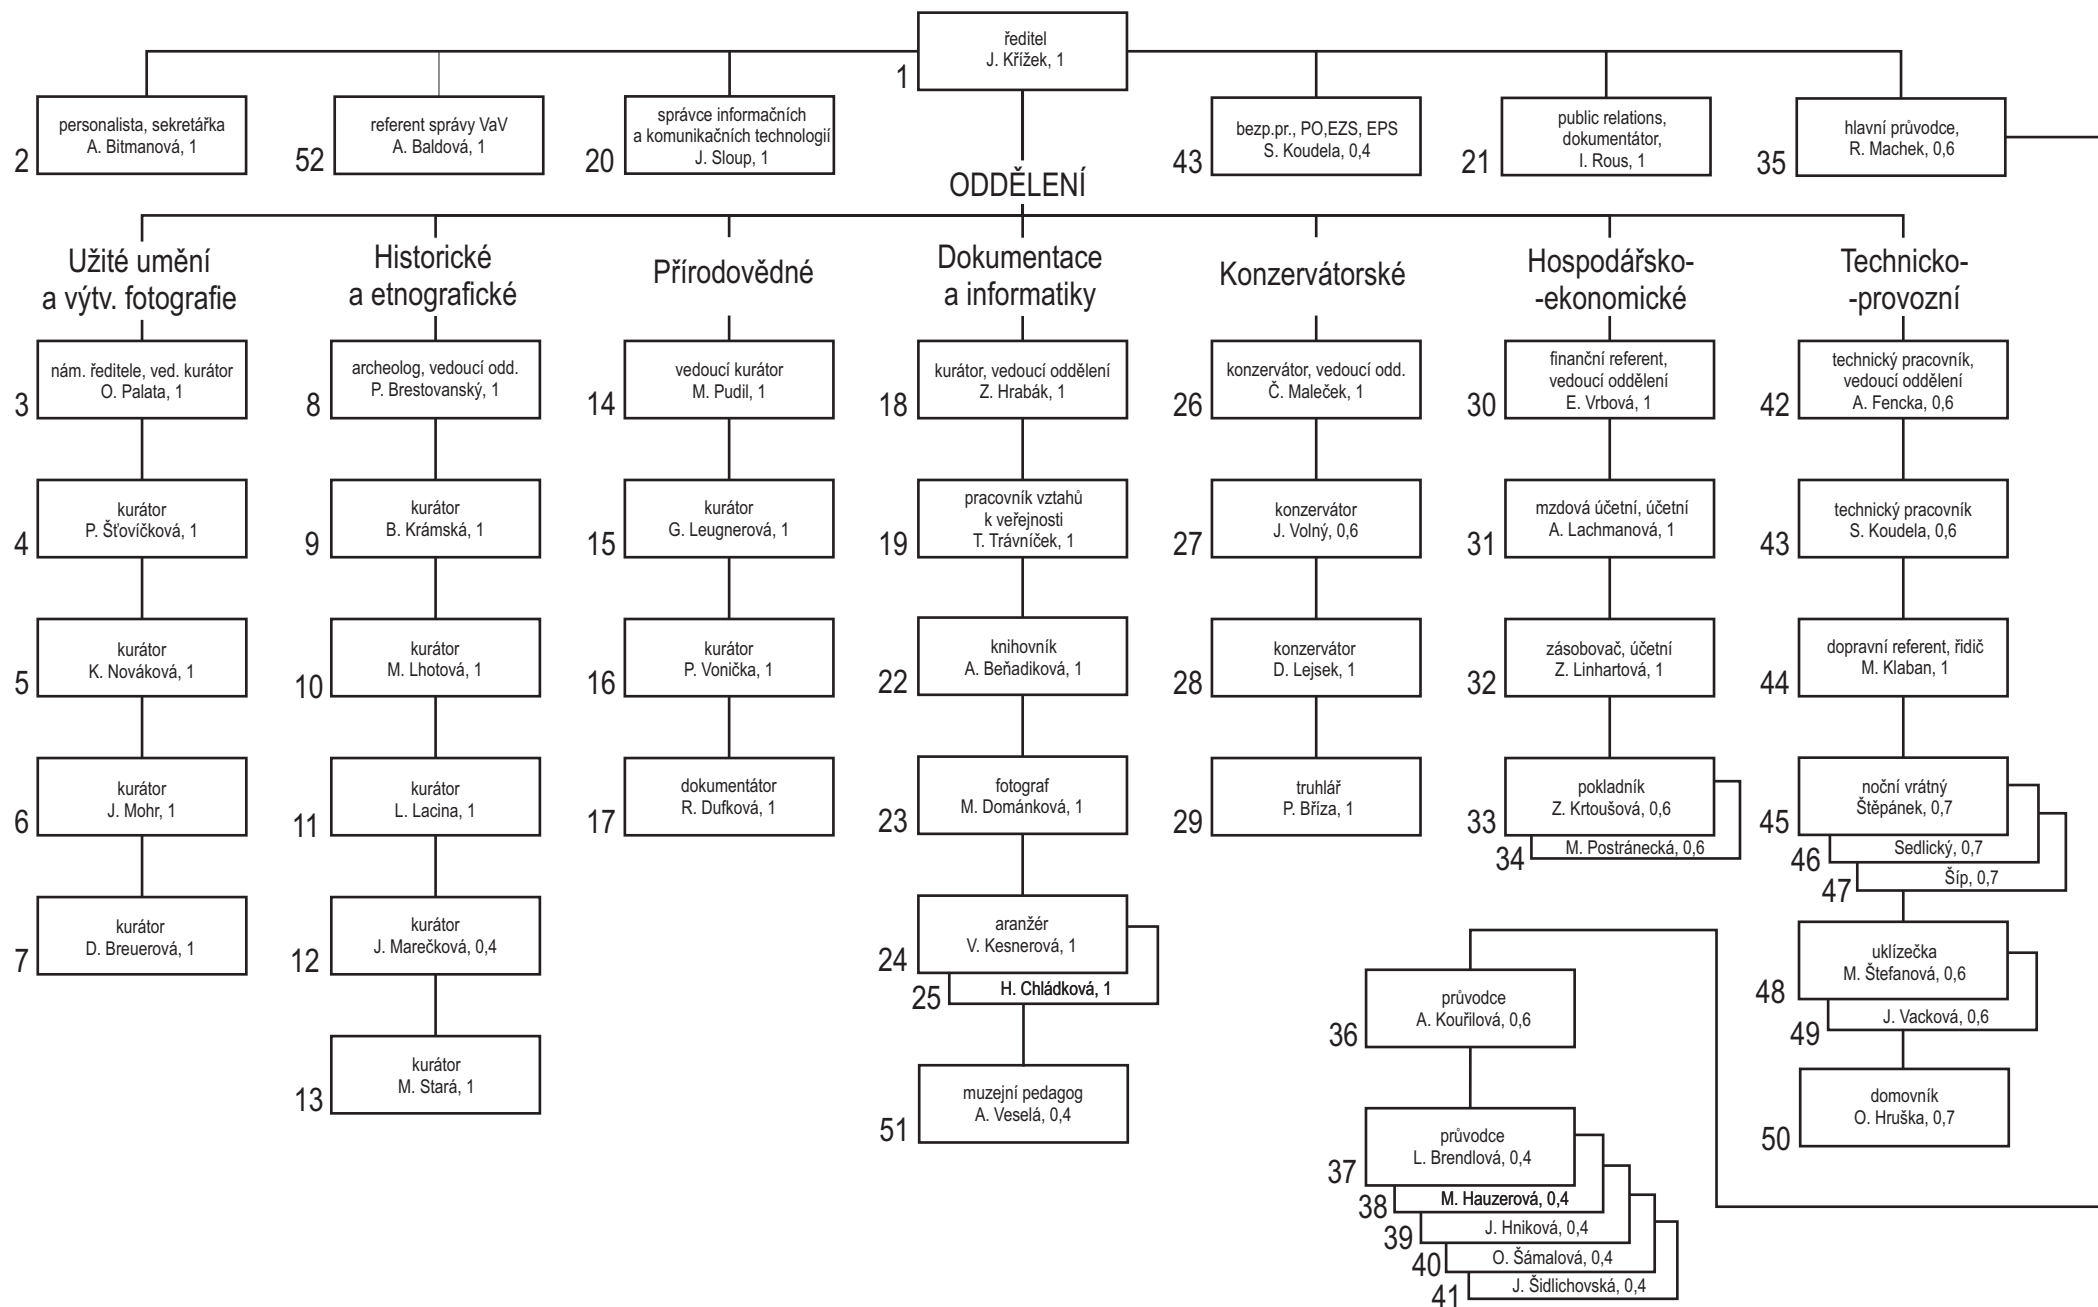 ředitel
J. Křížek, 1
1
personalista, sekretářka
A. Bitmanová, 1
2
referent správy VaV
A. Baldová, 1
52
správce informačních
a komunikačních technologií
J. Sloup, 1
20
bezp.pr., PO,EZS, EPS
S. Koudela, 0,4
43
public relations,
dokumentátor,
I. Rous, 1
21
hlavní průvodce,
R. Machek, 0,6
35
ODDĚLENÍ
Užité umění
a výtv. fotografie
nám. ředitele, ved. kurátor
O. Palata, 1
3
kurátor
P. Šťovíčková, 1
4
kurátor
K. Nováková, 1
5
kurátor
J. Mohr, 1
6
kurátor
D. Breuerová, 1
7
Historické
a etnografické
archeolog, vedoucí odd.
P. Brestovanský, 1
8
kurátor
B. Krámská, 1
9
kurátor
M. Lhotová, 1
10
kurátor
L. Lacina, 1
11
kurátor
J. Marečková, 0,4
12
kurátor
M. Stará, 1
13
Přírodovědné
vedoucí kurátor
M. Pudil, 1
14
kurátor
G. Leugnerová, 1
15
kurátor
P. Vonička, 1
16
dokumentátor
R. Dufková, 1
17
Dokumentace
a informatiky
kurátor, vedoucí oddělení
Z. Hrabák, 1
18
pracovník vztahů
k veřejnosti
T. Trávníček, 1
19
knihovník
A. Beňadiková, 1
22
fotograf
M. Dománková, 1
23
aranžér
V. Kesnerová, 1
24
H. Chládková, 1
25
muzejní pedagog
A. Veselá, 0,4
51
Konzervátorské
konzervátor, vedoucí odd.
Č. Maleček, 1
26
konzervátor
J. Volný, 0,6
27
konzervátor
D. Lejsek, 1
28
truhlář
P. Bříza, 1
29
Hospodářsko-
-ekonomické
finanční referent,
vedoucí oddělení
E. Vrbová, 1
30
mzdová účetní, účetní
A. Lachmanová, 1
31
zásobovač, účetní
Z. Linhartová, 1
32
pokladník
Z. Krtoušová, 0,6
33
M. Postránecká, 0,6
34
průvodce
A. Kouřilová, 0,6
36
průvodce
L. Brendlová, 0,4
37
M. Hauzerová, 0,4
38
J. Hniková, 0,4
39
O. Šámalová, 0,4
40
J. Šidlichovská, 0,4
41
Technicko-
-provozní
technický pracovník,
vedoucí oddělení
A. Fencka, 0,6
42
technický pracovník
S. Koudela, 0,6
43
dopravní referent, řidič
M. Klaban, 1
44
noční vrátný
Štěpánek, 0,7
45
Sedlický, 0,7
46
Šíp, 0,7
47
uklízečka
M. Štefanová, 0,6
48
J. Vacková, 0,6
49
domovník
O. Hruška, 0,7
50